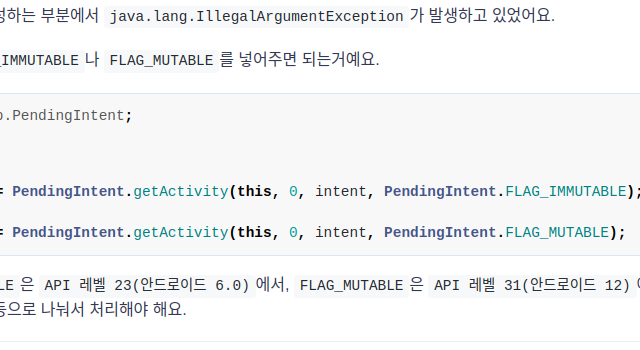 하는 부분에서 java.lang.IllegalArgumentException 가 발생하고 있었어요.
_IMMUTABLE 나 FLAG_MUTABLE 를 넣어주면 되는거예요.
.PendingIntent;
= PendingIntent.getActivity(this, 0, intent, PendingIntent.FLAG_IMMUTABLE);
= PendingIntent.getActivity(this, 0, intent, PendingIntent.FLAG_MUTABLE);
LE 은 API 레벨 23(안드로이드 6.0) 에서, FLAG_MUTABLE 은 API 레벨 31(안드로이드 12)
등으로 나눠서 처리해야 해요.